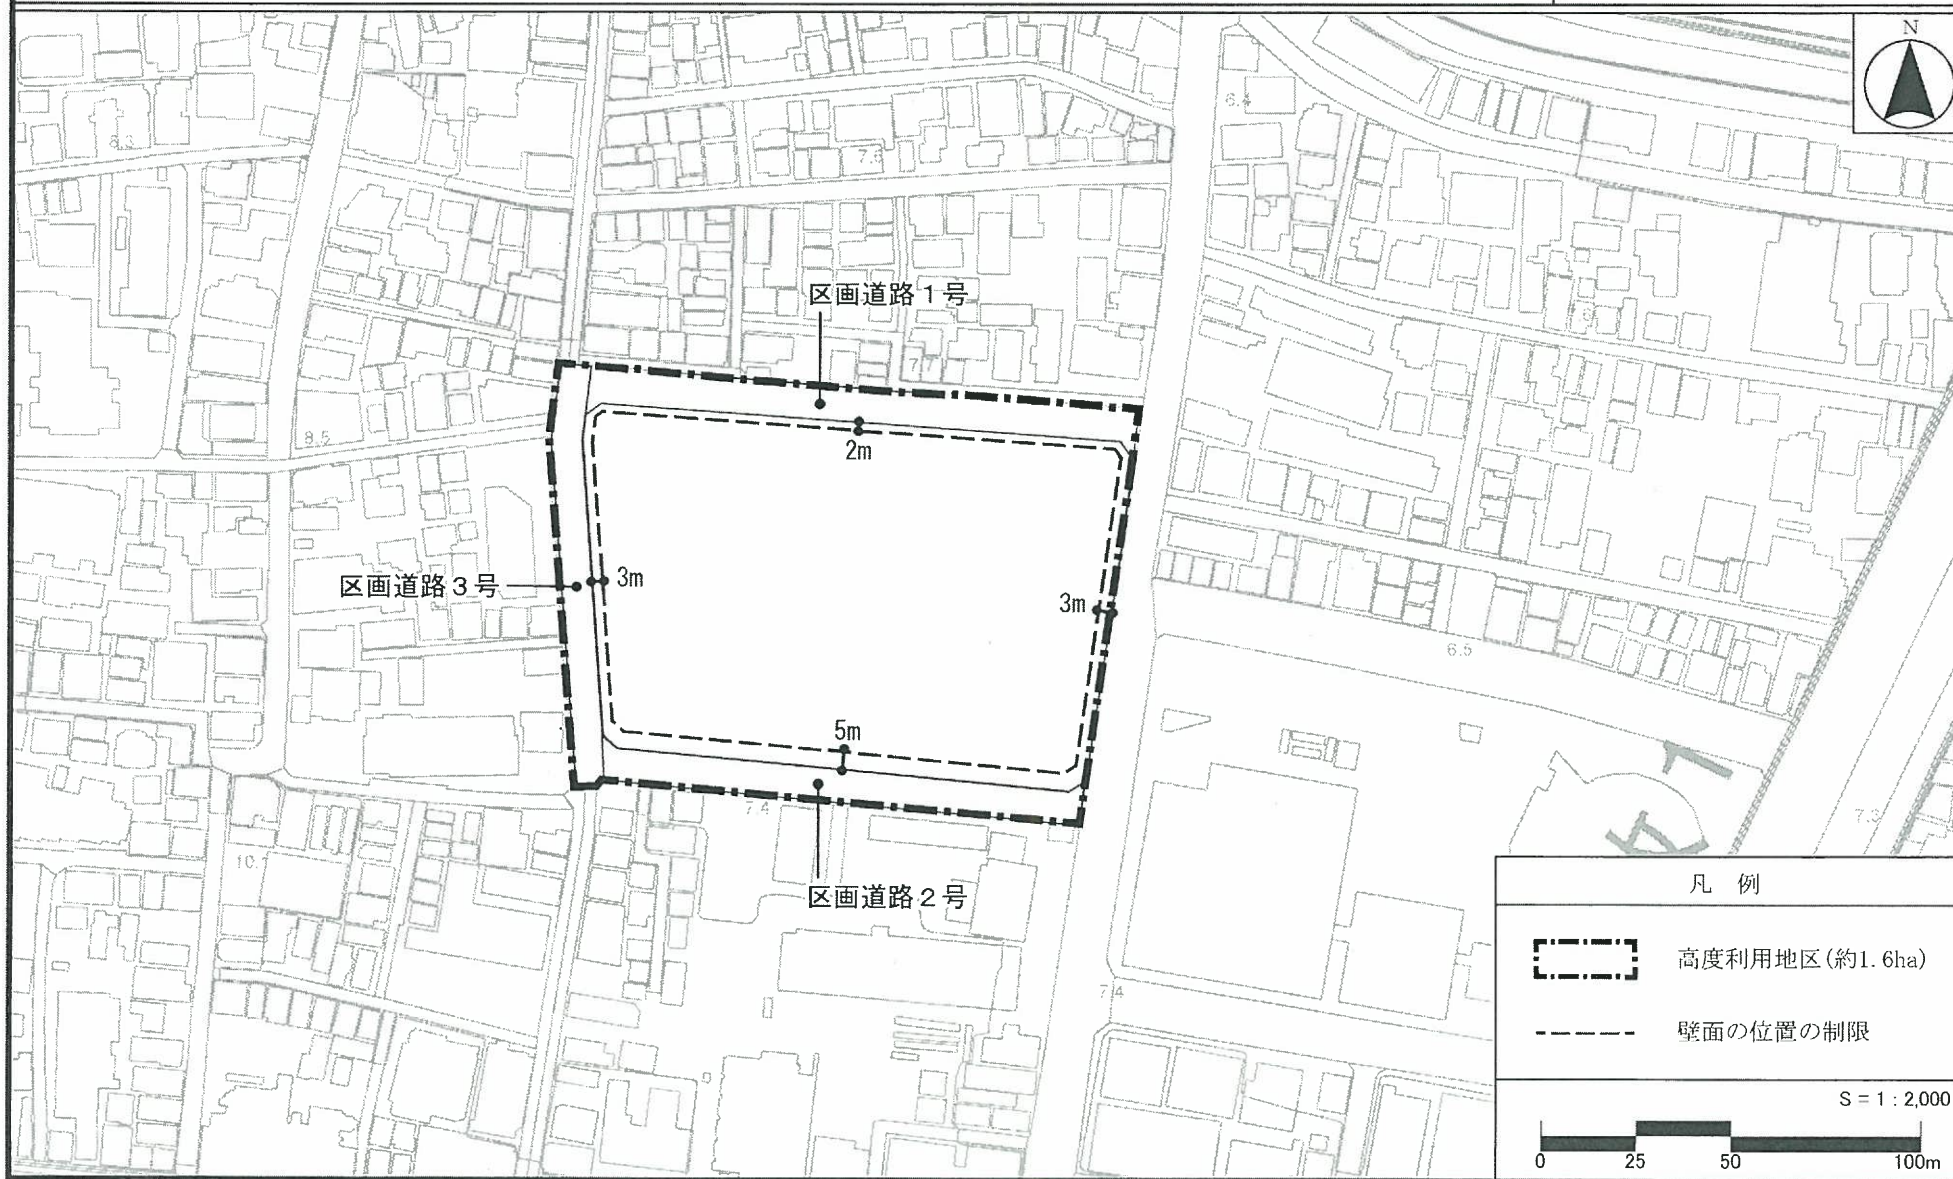 N
6.4
8.3
7.5
区画道路１号
7.7
8.5
2m
区画道路３号
3m
3m
6.5
5m
7.4
7.3
10.
区画道路２号
7.4
凡 例
高度利用地区(約1.6ha)
壁面の位置の制限
S = 1 : 2,000
0 25 50 100m